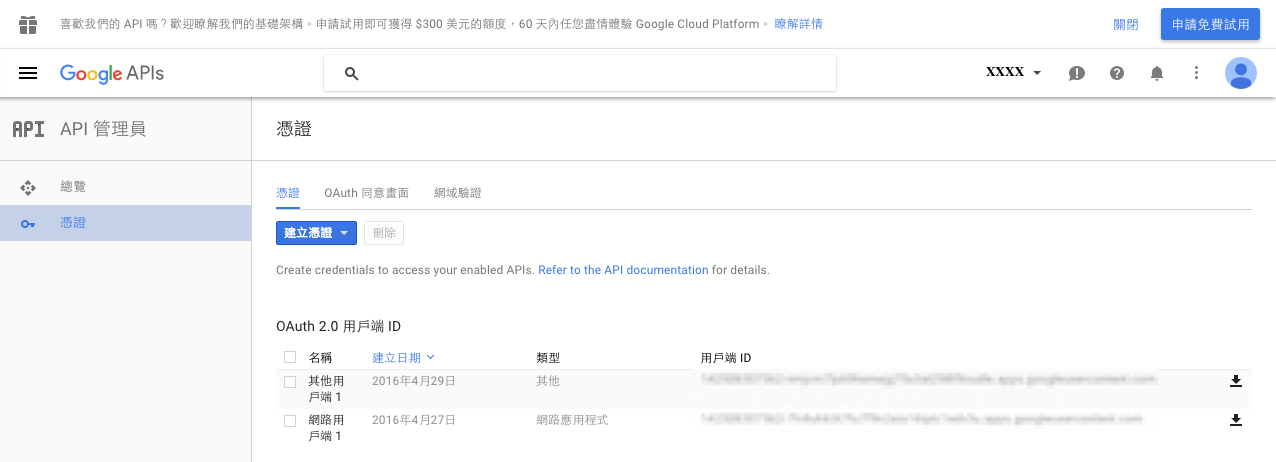 喜歡我們的 API 嗎？歡迎瞭解我們的基礎架構。申請試用即可獲得 $300 美元的額度，60 天內任您盡情體驗 Google Cloud Platform。 瞭解詳情 關閉 申請免費試用
Google APIs XXXX
API API 管理員 憑證
總覽
憑證
憑證 OAuth 同意畫面 網域驗證
建立憑證 刪除
Create credentials to access your enabled APIs. Refer to the API documentation for details.
OAuth 2.0 用戶端 ID
名稱 建立日期 類型 用戶端 ID
其他用 2016年4月29日 其他
戶端 1
網路用 2016年4月27日 網路應用程式
戶端 1